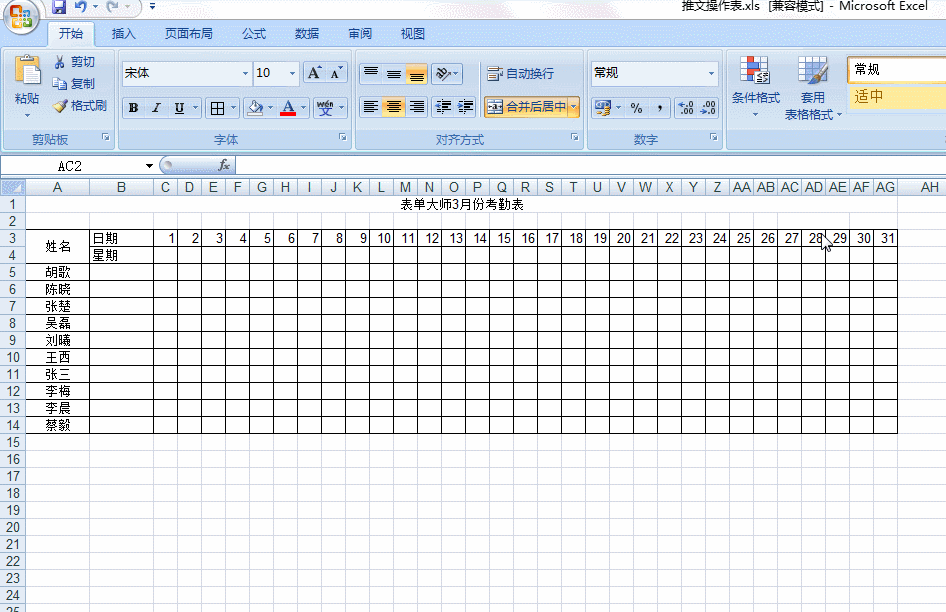 推文操作表.xls [兼容模式] - Microsoft Excel
开始 插入 页面布局 公式 数据 审阅 视图
粘贴 剪切 复制 格式刷
宋体 10 A A
B I U A wén 文
自动换行
合并后居中
常规
% , .00 .00
条件格式 套用 表格格式
常规
适中
剪贴板 字体 对齐方式 数字
AC2 fx
A B C D E F G H I J K L M N O P Q R S T U V W X Y Z AA AB AC AD AE AF AG AH
1 表单大师3月份考勤表
2
3 姓名 日期 1 2 3 4 5 6 7 8 9 10 11 12 13 14 15 16 17 18 19 20 21 22 23 24 25 26 27 28 29 30 31
4 星期
5 胡歌
6 陈晓
7 张楚
8 吴磊
9 刘曦
10 王西
11 张三
12 李梅
13 李晨
14 蔡毅
15
16
17
18
19
20
21
22
23
24
25